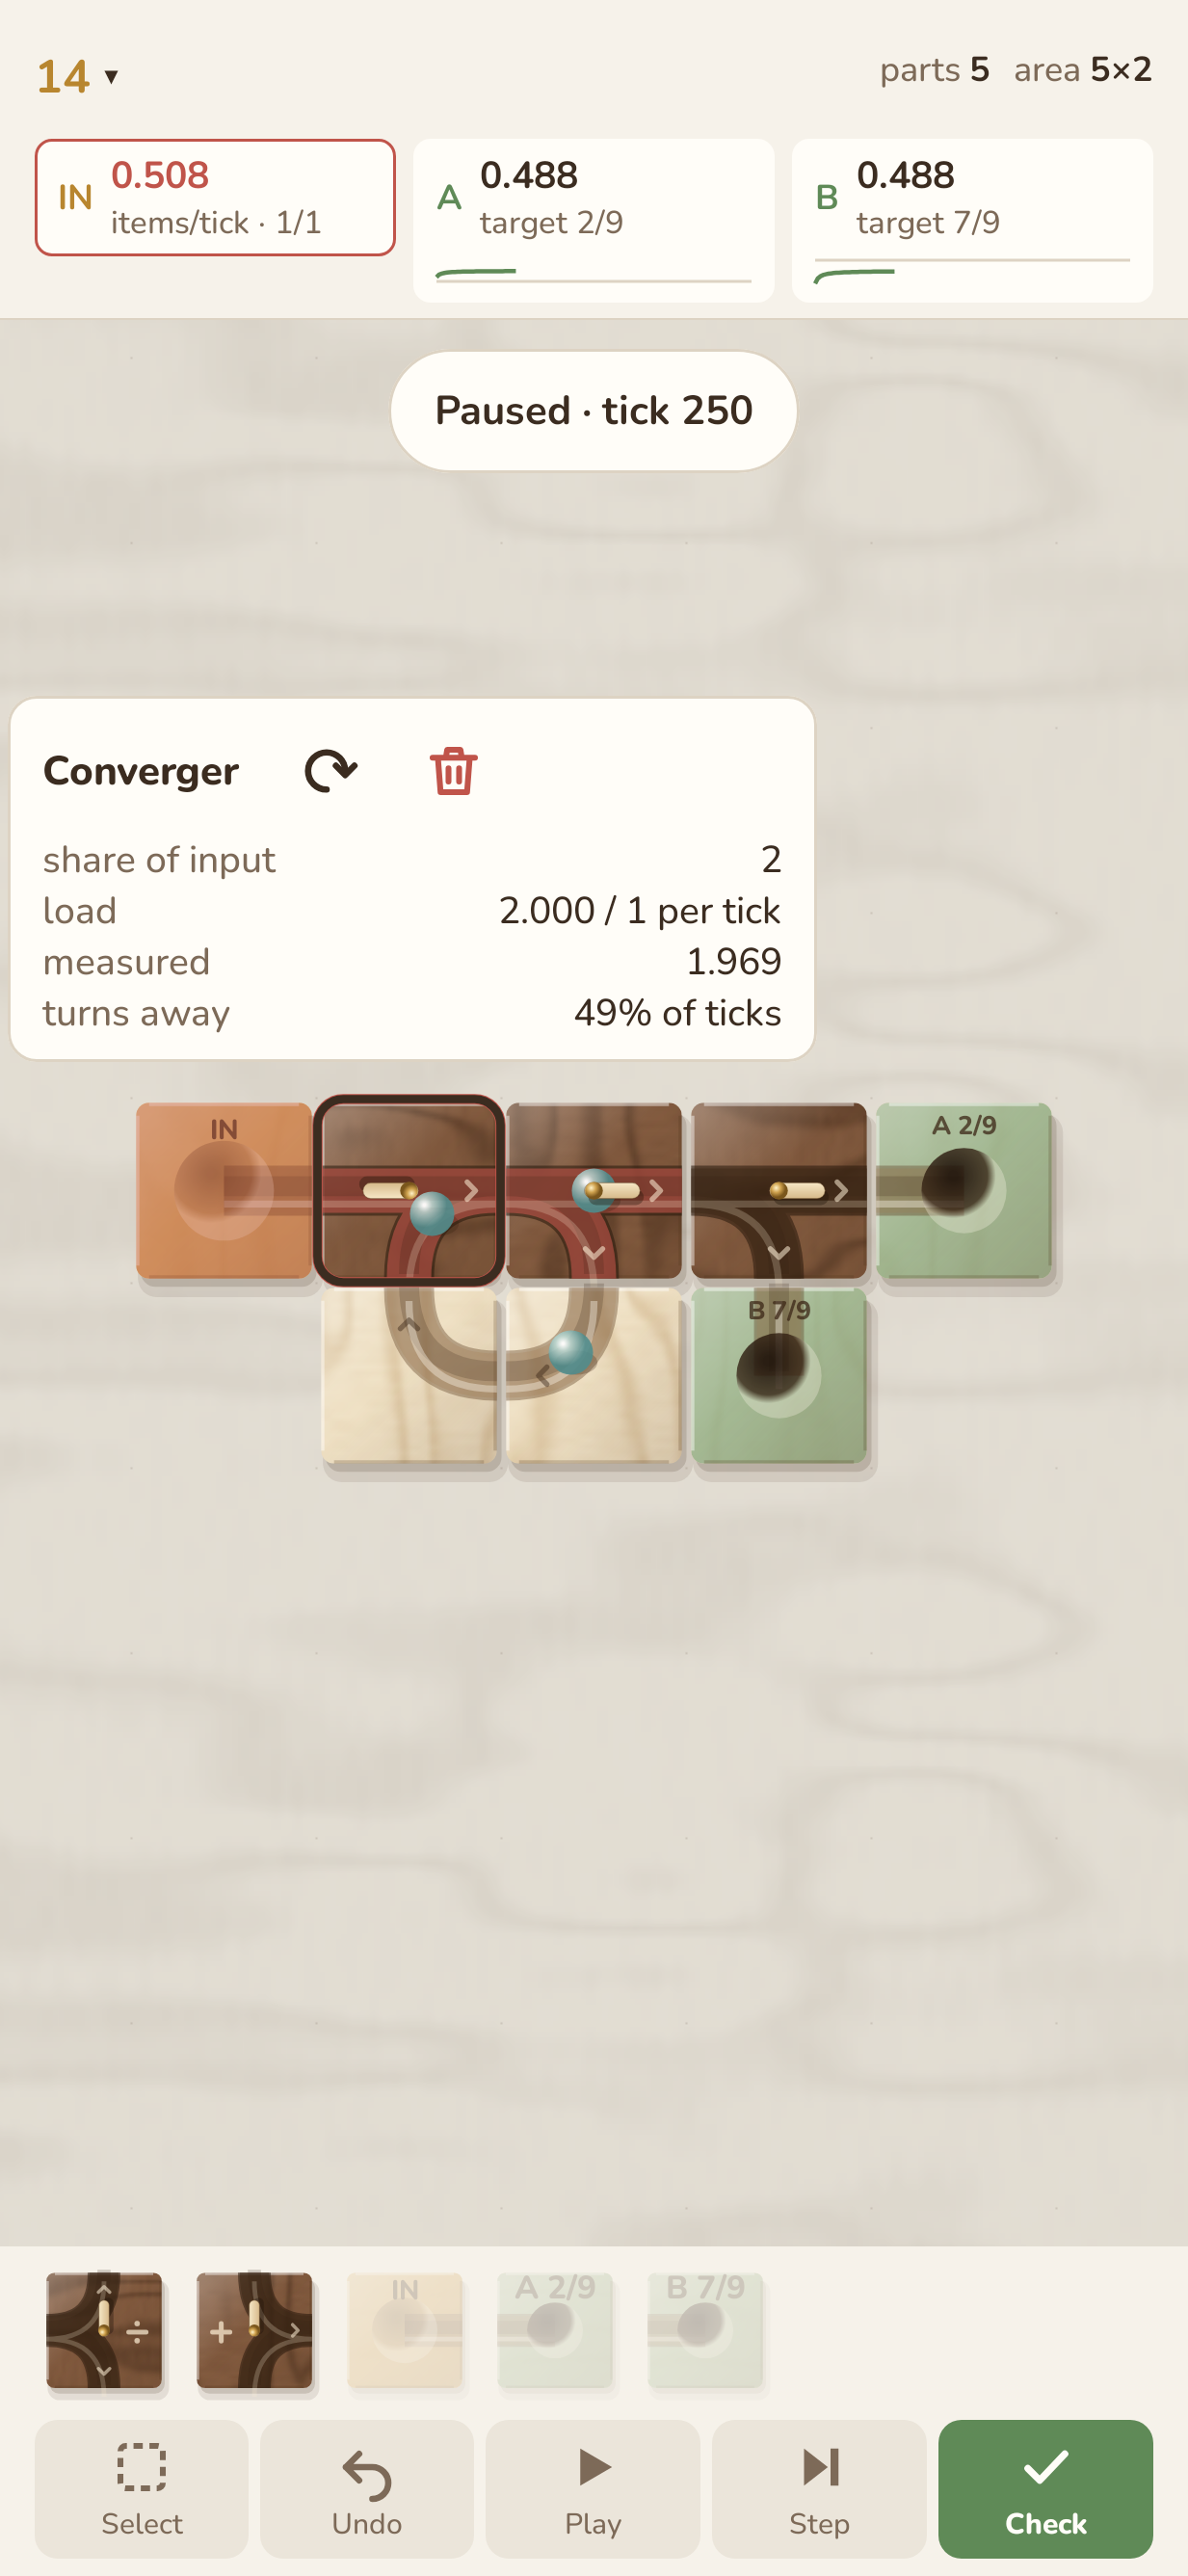 14 ▾
parts 5 area 5×2
IN 0.508
items/tick · 1/1
A 0.488
target 2/9
B 0.488
target 7/9
Paused · tick 250
Converger
share of input 2
load 2.000 / 1 per tick
measured 1.969
turns away 49% of ticks
IN
A 2/9
B 7/9
÷
+
IN
A 2/9
B 7/9
Select
Undo
Play
Step
Check